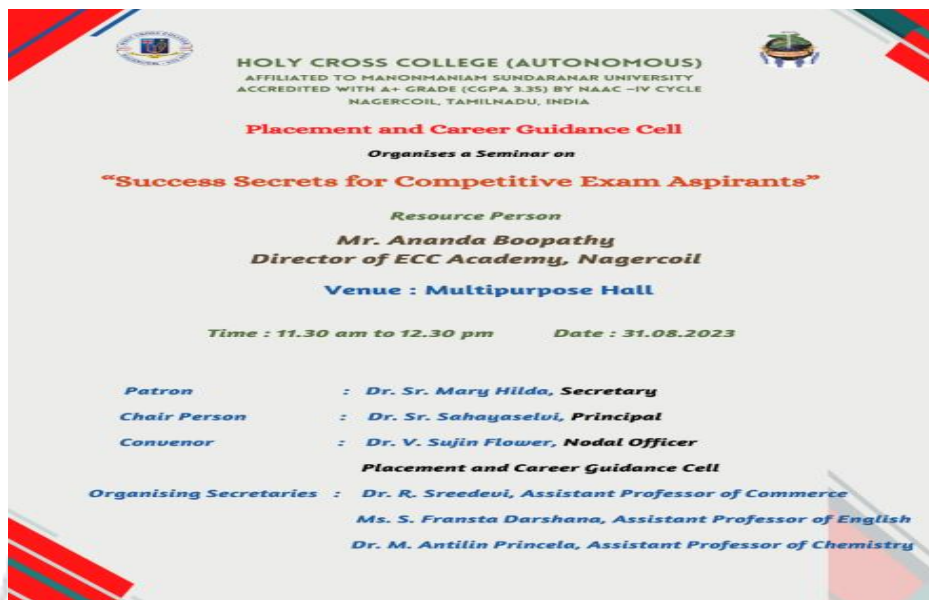 HOLY CROSS COLLEGE (AUTONOMOUS)
AFFILIATED TO MANONMANIAM SUNDARANAR UNIVERSITY
ACCREDITED WITH A+ GRADE (CGPA 3.35) BY NAAC –IV CYCLE
NAGERCOIL, TAMILNADU, INDIA
Placement and Career Guidance Cell
Organises a Seminar on
“Success Secrets for Competitive Exam Aspirants”
Resource Person
Mr. Ananda Boopathy
Director of ECC Academy, Nagercoil
Venue : Multipurpose Hall
Time : 11.30 am to 12.30 pm Date : 31.08.2023
Patron : Dr. Sr. Mary Hilda, Secretary
Chair Person : Dr. Sr. Sahayaselvi, Principal
Convenor : Dr. V. Sujin Flower, Nodal Officer
Placement and Career Guidance Cell
Organising Secretaries : Dr. R. Sreedevi, Assistant Professor of Commerce
Ms. S. Fransta Darshana, Assistant Professor of English
Dr. M. Antilin Princela, Assistant Professor of Chemistry